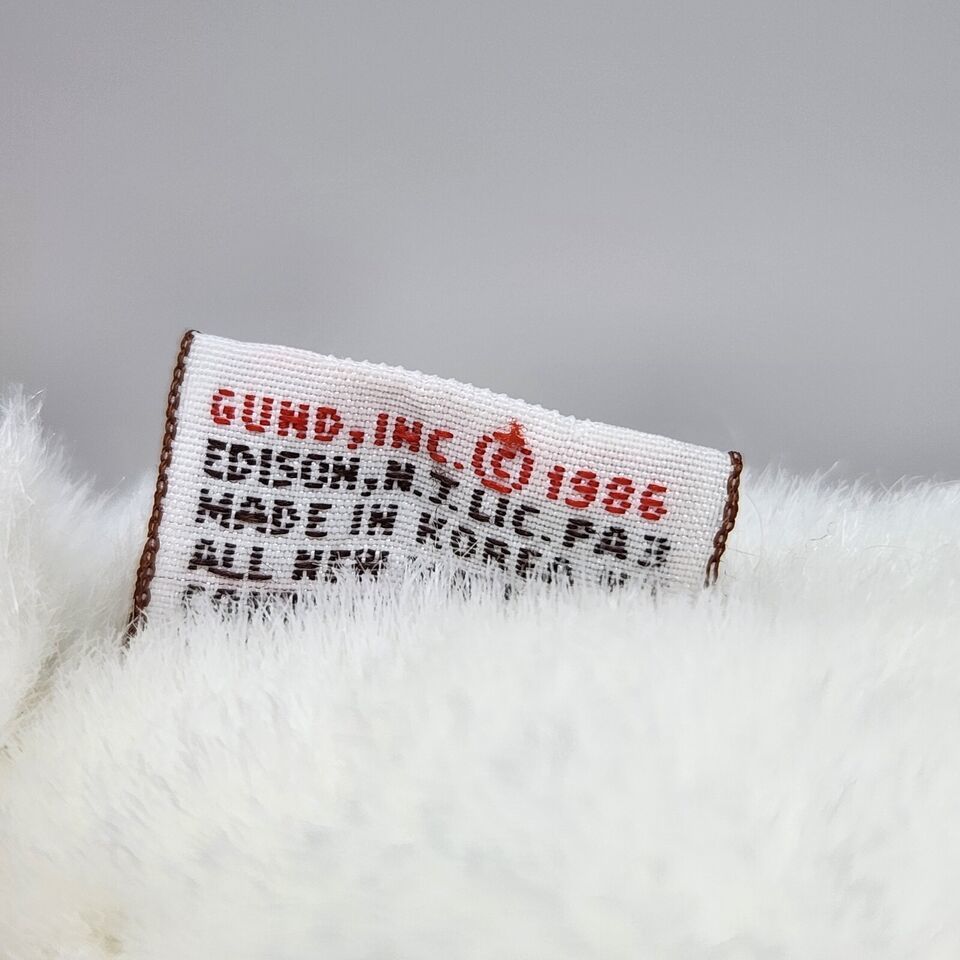 GUND, INC. © 1986
EDISON, N.J. LIC. PA
MADE IN KOREA
ALL NEW